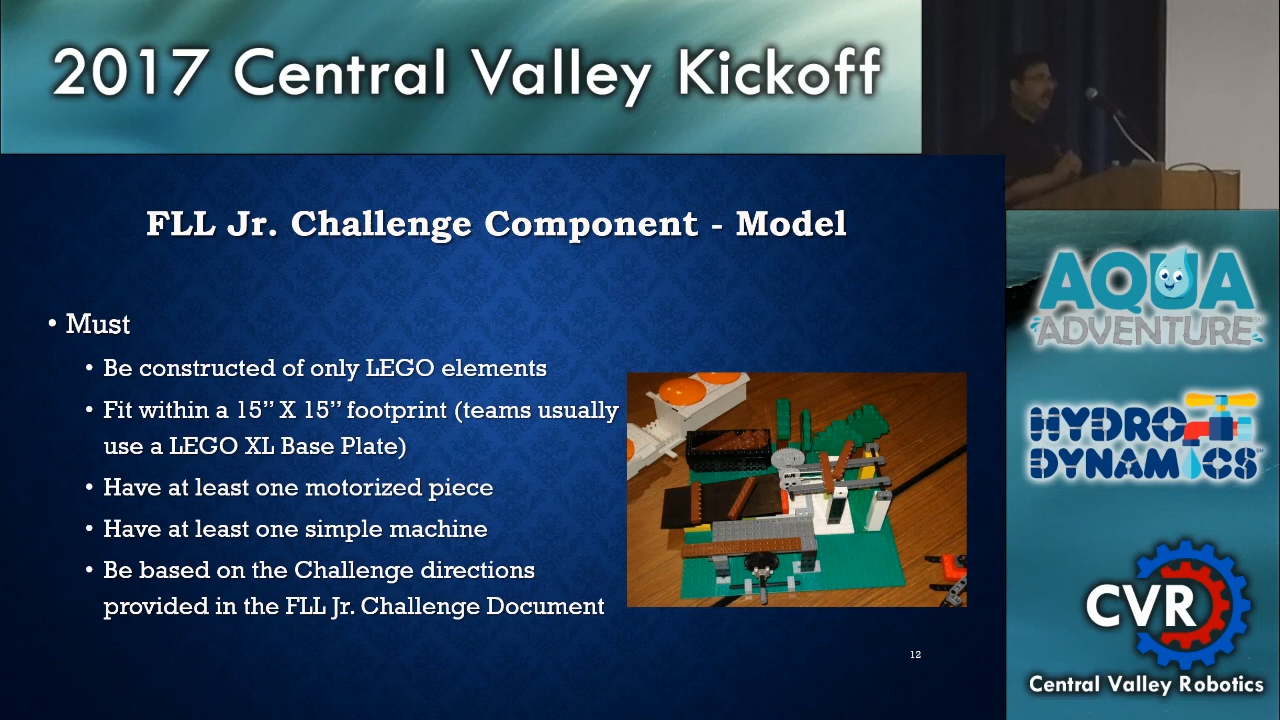 2017 Central Valley Kickoff
FLL Jr. Challenge Component - Model
• Must
• Be constructed of only LEGO elements
• Fit within a 15” X 15” footprint (teams usually
use a LEGO XL Base Plate)
• Have at least one motorized piece
• Have at least one simple machine
• Be based on the Challenge directions
provided in the FLL Jr. Challenge Document
12
AQUA
ADVENTURE
HYDRO
DYNAMICS
CVR
Central Valley Robotics